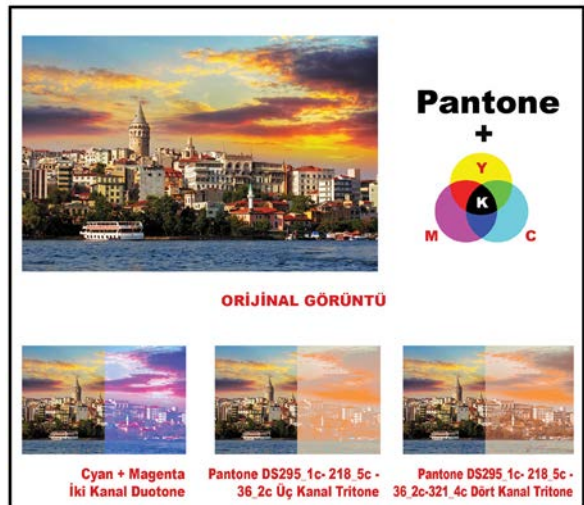 Pantone
+
Y
K
M
C
ORİJİNAL GÖRÜNTÜ
Cyan + Magenta
İki Kanal Duotone
Pantone DS295_1c- 218_5c -
36_2c Üç Kanal Tritone
Pantone DS295_1c- 218_5c -
36_2c-321_4c Dört Kanal Tritone